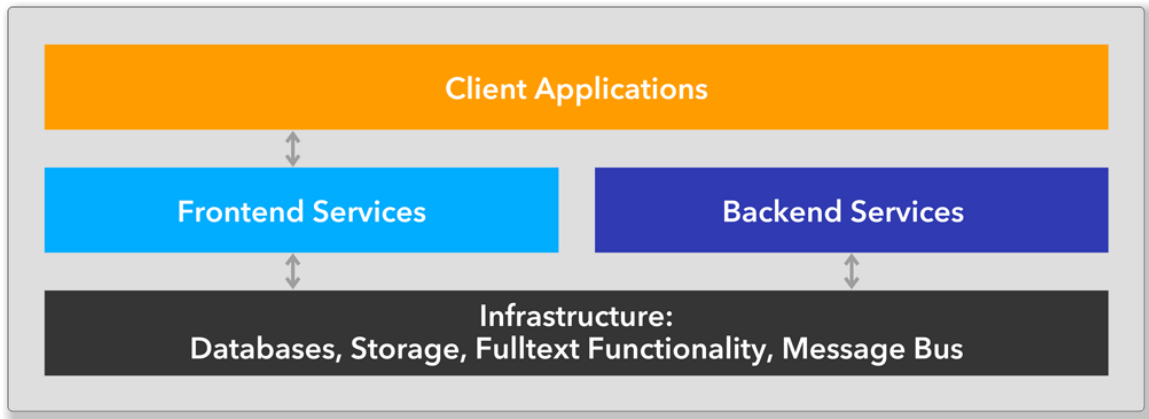 Client Applications
Frontend Services
Backend Services
Infrastructure:
Databases, Storage, Fulltext Functionality, Message Bus